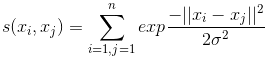 s(x_i, x_j) = \sum_{i=1,j=1}^{n} exp \frac{-||x_i - x_j||^2}{2\sigma^2}